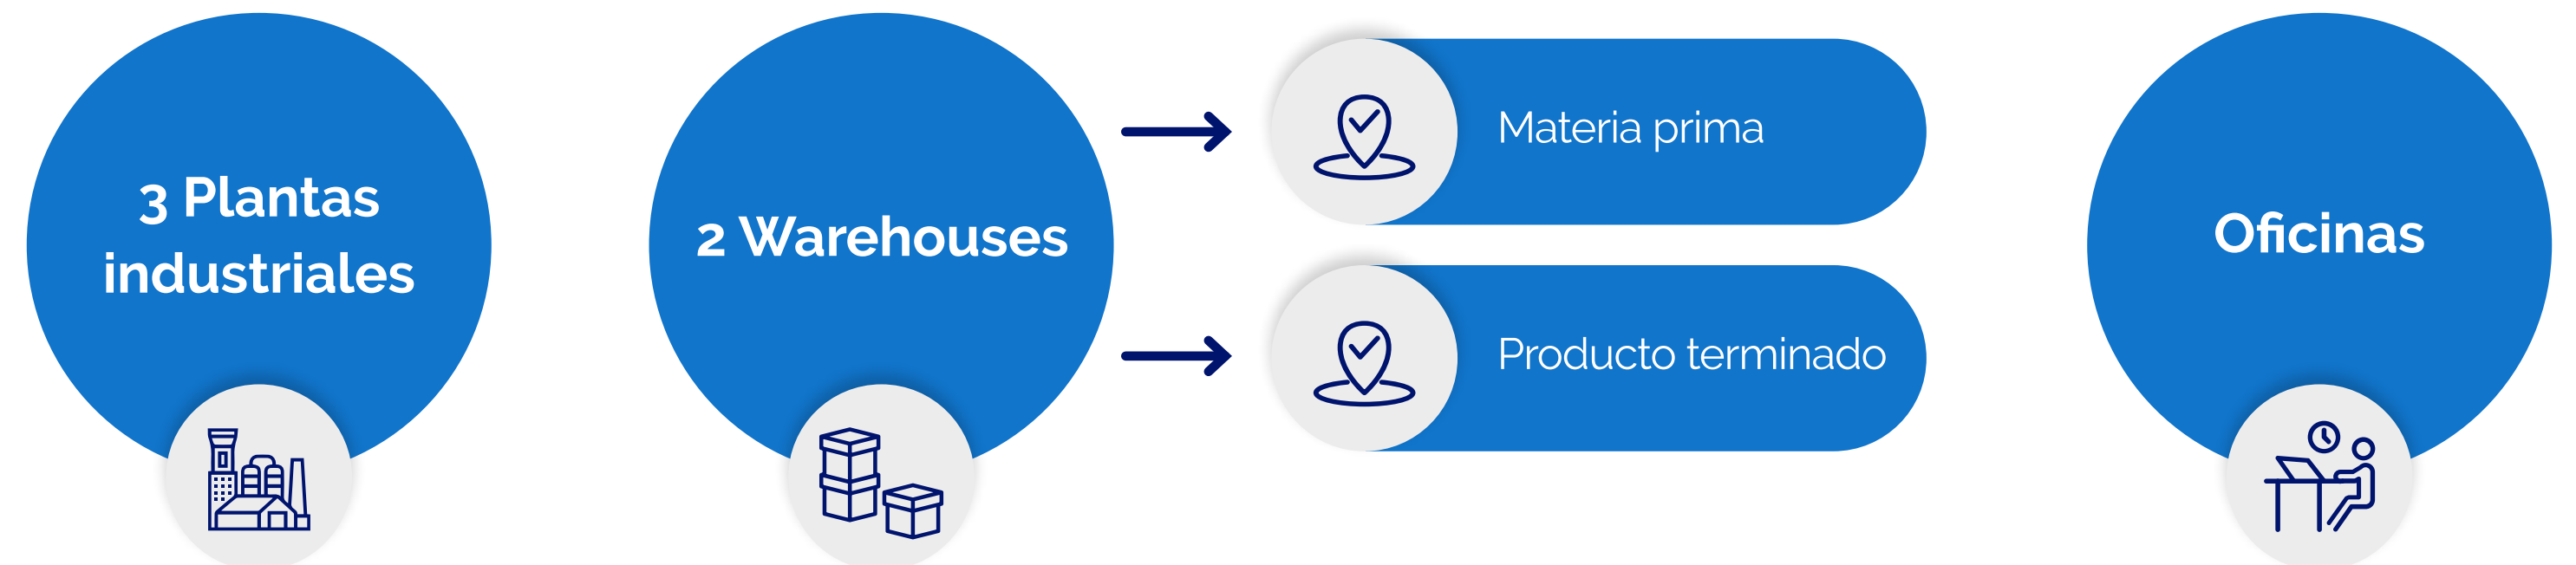 3 Plantas
industriales
2 Warehouses
Materia prima
Producto terminado
Oficinas